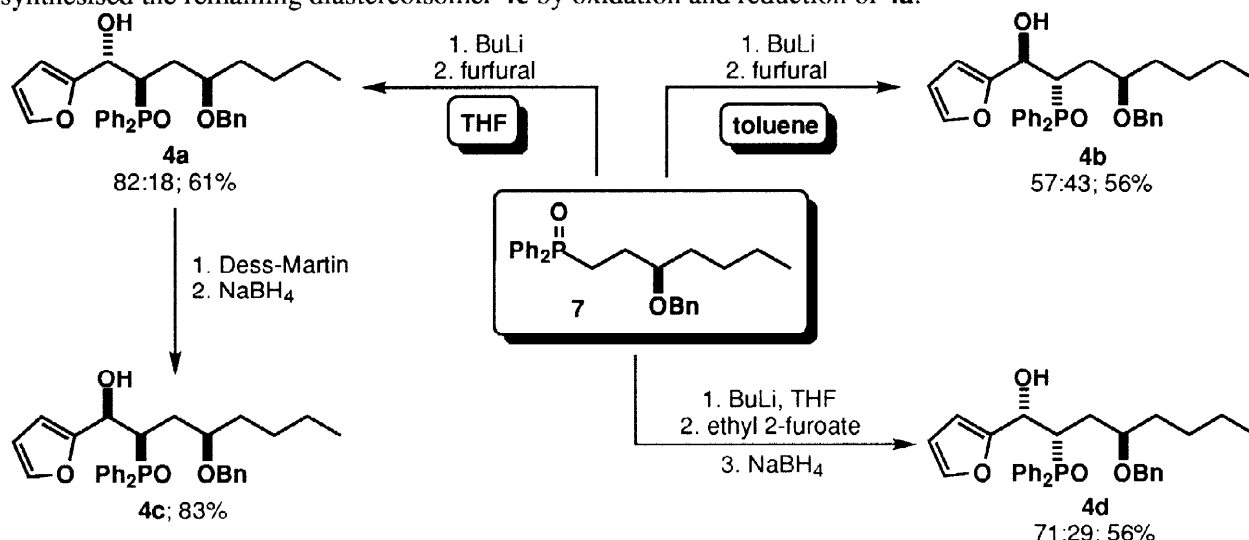 synthesised the remaining diastereoisomer 4c by oxidation and reduction of 4a.
OH
O
Ph2PO
OBn
4a
82:18; 61%
1. BuLi
2. furfural
THF
1. BuLi
2. furfural
toluene
OH
O
Ph2PO
OBn
4b
57:43; 56%
O
Ph2P
OBn
7
1. Dess-Martin
2. NaBH4
OH
O
Ph2PO
OBn
4c; 83%
1. BuLi, THF
2. ethyl 2-furoate
3. NaBH4
OH
O
Ph2PO
OBn
4d
71:29; 56%